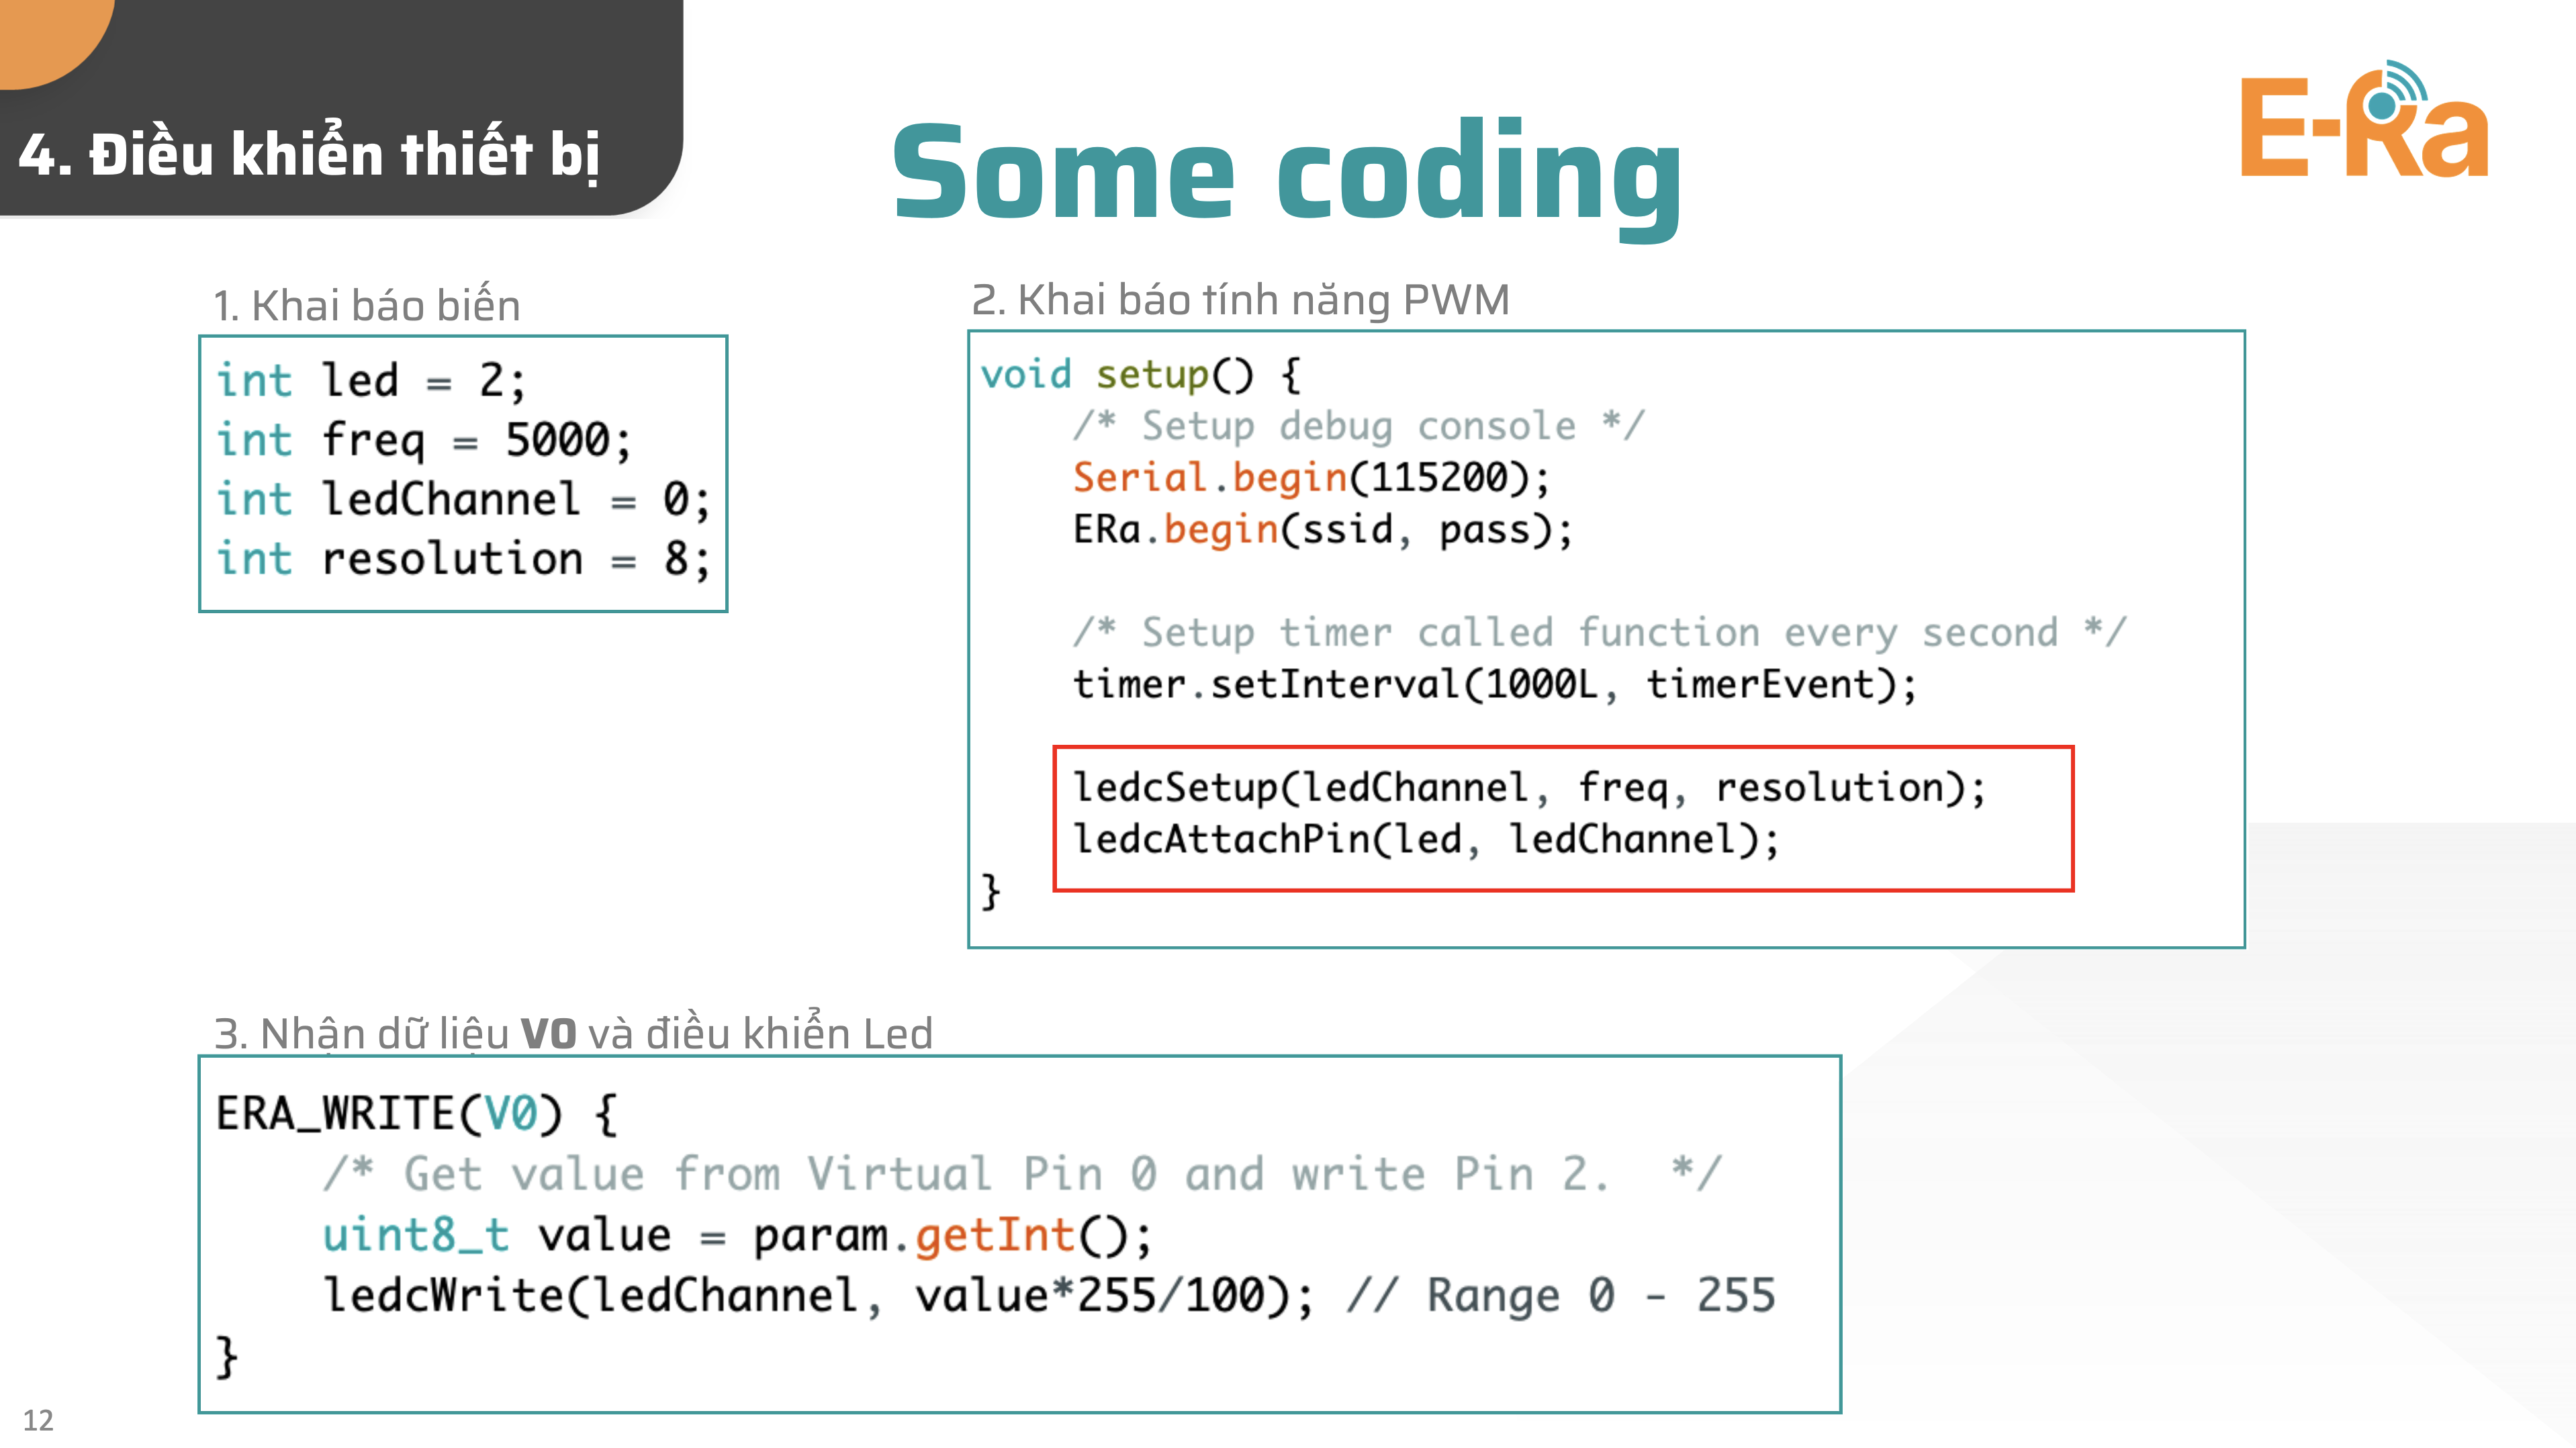 4. Điều khiển thiết bị
Some coding
E-Ra
1. Khai báo biến
int led = 2;
int freq = 5000;
int ledChannel = 0;
int resolution = 8;
2. Khai báo tính năng PWM
void setup() {
/* Setup debug console */
Serial.begin(115200);
ERa.begin(ssid, pass);
/* Setup timer called function every second */
timer.setInterval(1000L, timerEvent);
ledcSetup(ledChannel, freq, resolution);
ledcAttachPin(led, ledChannel);
}
3. Nhận dữ liệu V0 và điều khiển Led
ERA_WRITE(V0) {
/* Get value from Virtual Pin 0 and write Pin 2.  */
uint8_t value = param.getInt();
ledcWrite(ledChannel, value*255/100); // Range 0 - 255
}
12